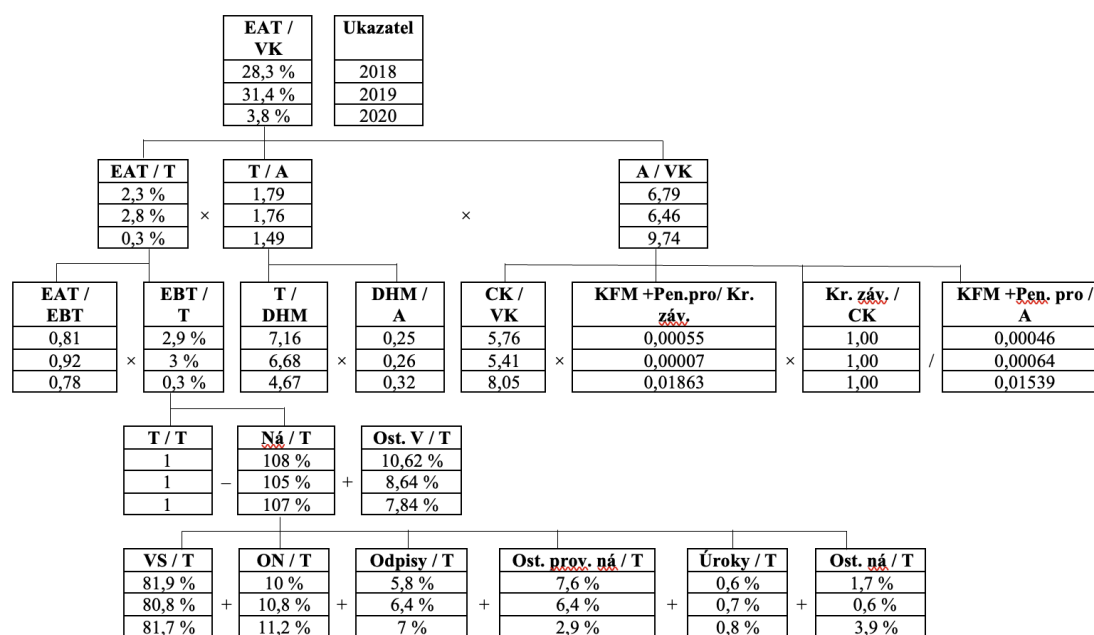 EAT / Ukazatel
VK
28,3 % 2018
31,4 % 2019
3,8 % 2020
EAT / T T / A A / VK
2,3 % 1,79 6,79
2,8 % × 1,76 × 6,46
0,3 % 1,49 9,74
EAT / EBT / T / DHM / CK / KFM +Pen.pro/ Kr. Kr. záv. / KFM +Pen. pro /
EBT T DHM A VK záv. CK A
0,81 2,9 % 7,16 0,25 5,76 0,00055 1,00 0,00046
0,92 × 3 % 6,68 × 0,26 5,41 × 0,00007 × 1,00 / 0,00064
0,78 0,3 % 4,67 0,32 8,05 0,01863 1,00 0,01539
T / T Ná / T Ost. V / T
1 108 % 10,62 %
1 – 105 % + 8,64 %
1 107 % 7,84 %
VS / T ON / T Odpisy / T Ost. prov. ná / T Úroky / T Ost. ná / T
81,9 % 10 % 5,8 % 7,6 % 0,6 % 1,7 %
80,8 % + 10,8 % + 6,4 % + 6,4 % + 0,7 % + 0,6 %
81,7 % 11,2 % 7 % 2,9 % 0,8 % 3,9 %